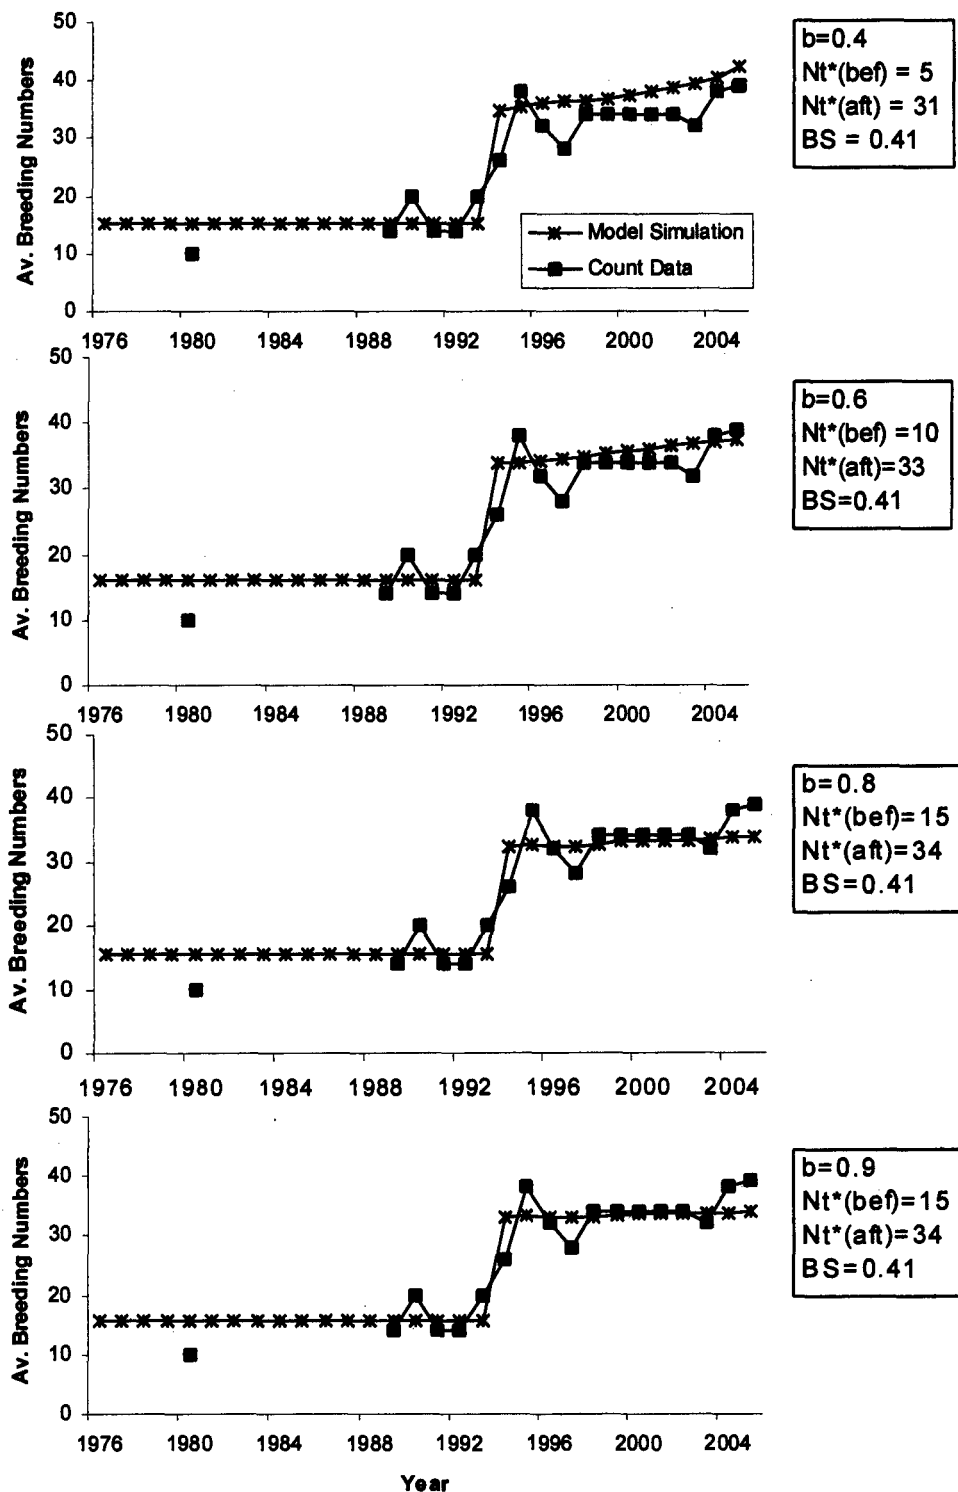 50
40
30
20
10
0
Av. Breeding Numbers
1976 1980 1984 1988 1992 1996 2000 2004
Model Simulation
Count Data
b=0.4
Nt*(bef) = 5
Nt*(aft) = 31
BS = 0.41
50
40
30
20
10
0
Av. Breeding Numbers
1976 1980 1984 1988 1992 1996 2000 2004
b=0.6
Nt*(bef) =10
Nt*(aft)=33
BS=0.41
50
40
30
20
10
0
Av. Breeding Numbers
1976 1980 1984 1988 1992 1996 2000 2004
b=0.8
Nt*(bef)=15
Nt*(aft)=34
BS=0.41
50
40
30
20
10
0
Av. Breeding Numbers
1976 1980 1984 1988 1992 1996 2000 2004
Year
b=0.9
Nt*(bef)=15
Nt*(aft)=34
BS=0.41